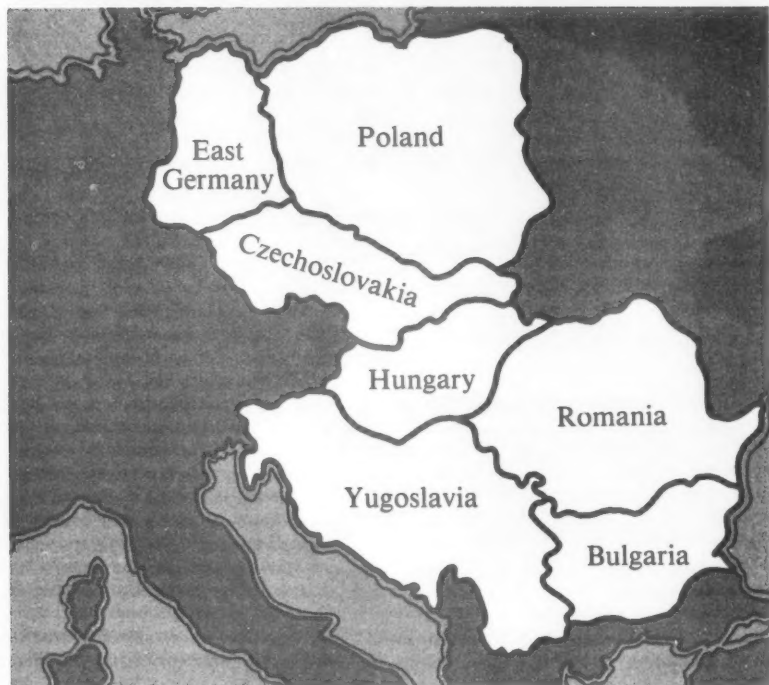 Poland
East
Germany
Czechoslovakia
Hungary
Romania
Yugoslavia
Bulgaria